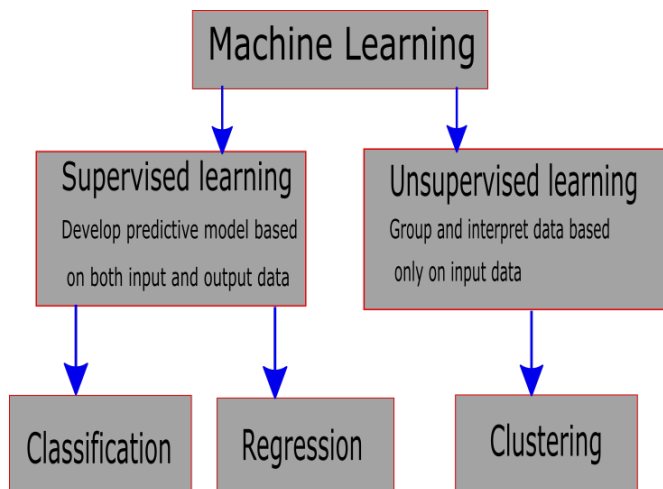 Machine Learning
Supervised learning
Develop predictive model based
on both input and output data
Unsupervised learning
Group and interpret data based
only on input data
Classification
Regression
Clustering